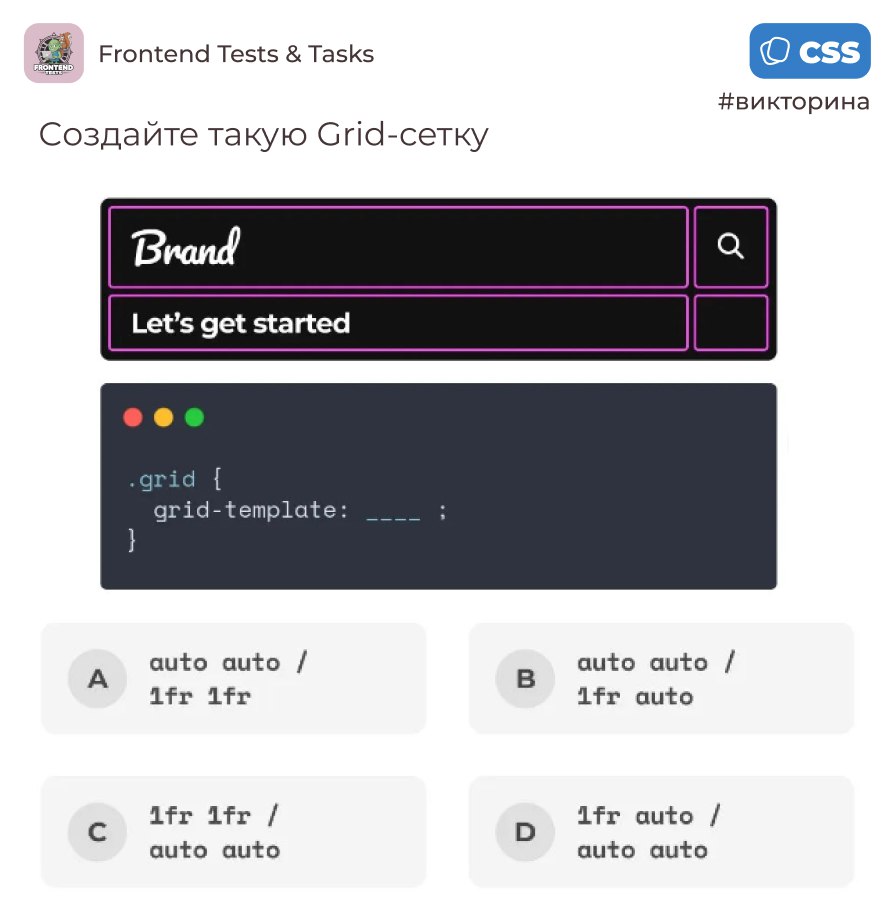 FRONTEND
TESTS
Frontend Tests & Tasks
CSS
#викторина
Создайте такую Grid-сетку
Brand
Let's get started
.grid {
grid-template: ____ ;
}
A
auto auto /
1fr 1fr
B
auto auto /
1fr auto
C
1fr 1fr /
auto auto
D
1fr auto /
auto auto